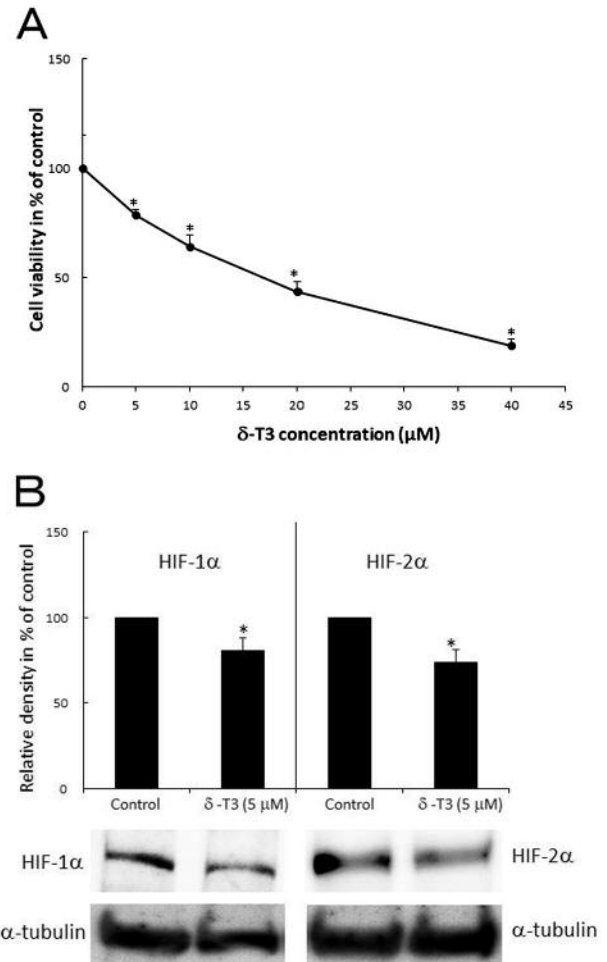 A
150
100
50
0
Cell viability in % of control
*
*
*
*
0 5 10 15 20 25 30 35 40 45
δ-T3 concentration (μM)
B
150
100
50
0
Relative density in % of control
HIF-1α HIF-2α
*
*
Control δ-T3 (5 μM) Control δ-T3 (5 μM)
HIF-1α HIF-2α
α-tubulin α-tubulin